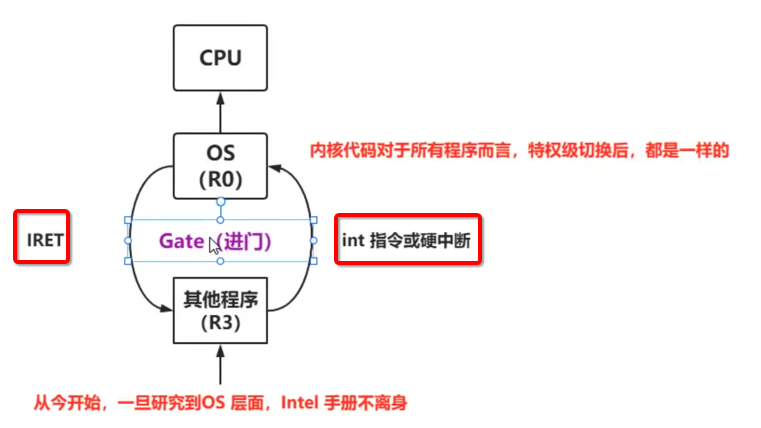 CPU
OS
（R0）
内核代码对于所有程序而言，特权级切换后，都是一样的
IRET
Gate（进门）
int 指令或硬中断
其他程序
（R3）
从今开始，一旦研究到OS 层面，Intel 手册不离身